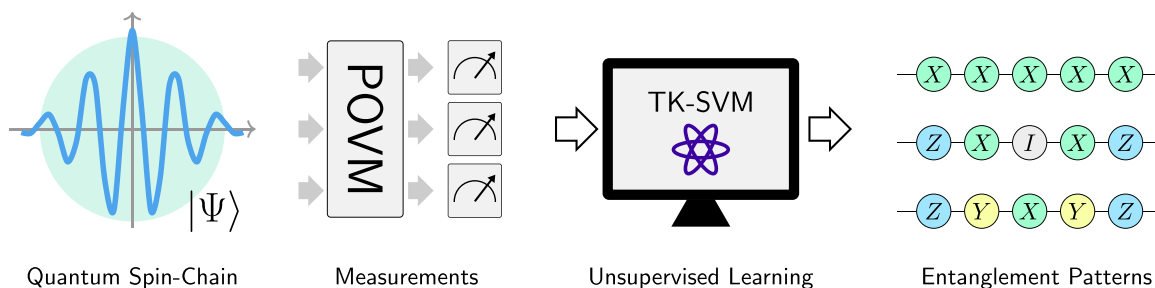 |Ψ⟩
POVM
TK-SVM
X X X X X
Z X I X Z
Z Y X Y Z
Quantum Spin-Chain
Measurements
Unsupervised Learning
Entanglement Patterns